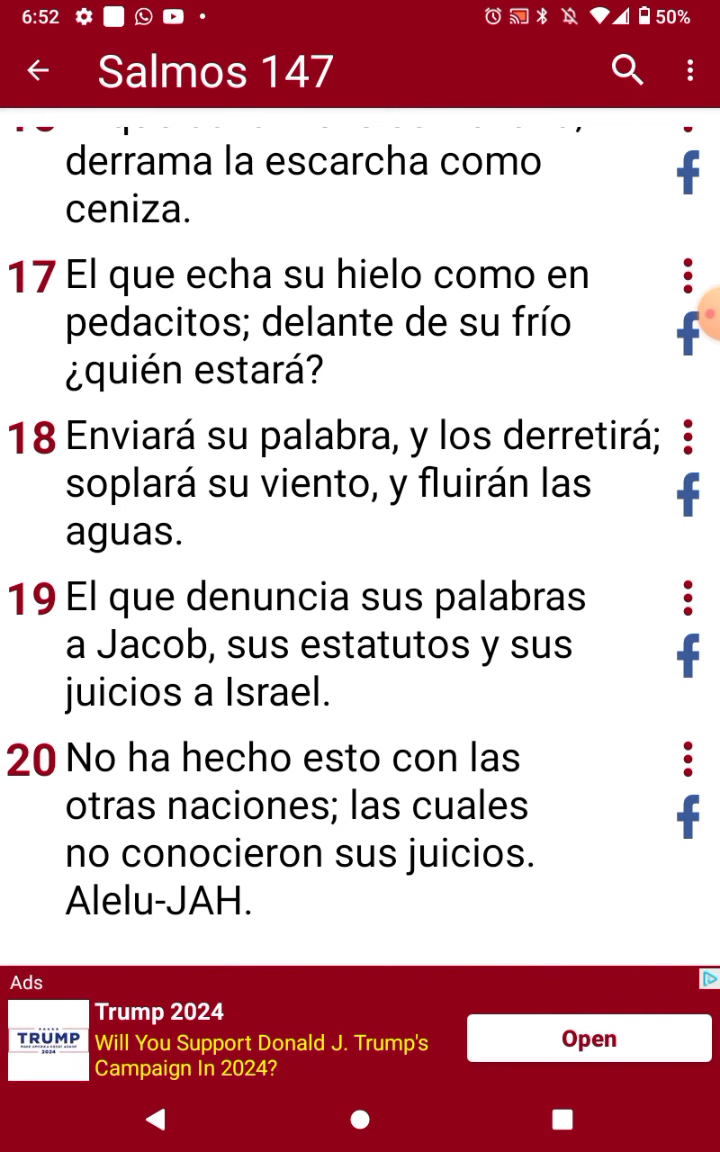 6:52
50%
Salmos 147
derrama la escarcha como
ceniza.
17 El que echa su hielo como en
pedacitos; delante de su frío
¿quién estará?
18 Enviará su palabra, y los derretirá;
soplará su viento, y fluirán las
aguas.
19 El que denuncia sus palabras
a Jacob, sus estatutos y sus
juicios a Israel.
20 No ha hecho esto con las
otras naciones; las cuales
no conocieron sus juicios.
Alelu-JAH.
Ads
Trump 2024
TRUMP
2024
Will You Support Donald J. Trump's
Campaign In 2024?
Open